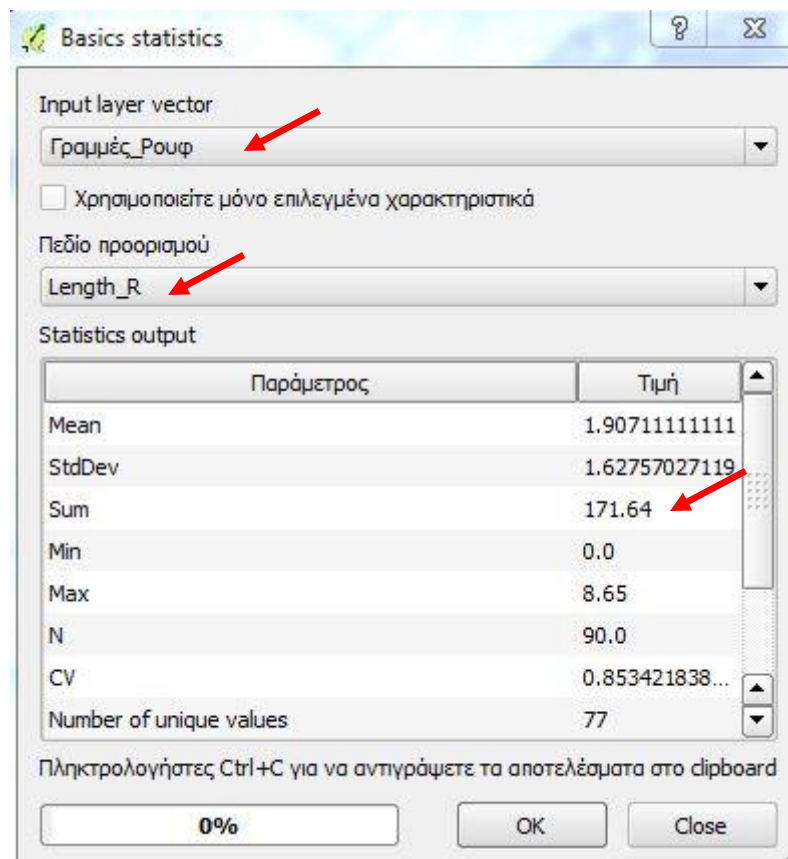 Basics statistics
Input layer vector
Γραμμές_Ρουφ
Χρησιμοποιείτε μόνο επιλεγμένα χαρακτηριστικά
Πεδίο προορισμού
Length_R
Statistics output
Παράμετρος Τιμή
Mean 1.90711111111
StdDev 1.62757027119
Sum 171.64
Min 0.0
Max 8.65
N 90.0
CV 0.853421838...
Number of unique values 77
Πληκτρολογήστες Ctrl+C για να αντιγράψετε τα αποτελέσματα στο clipboard
0% OK Close